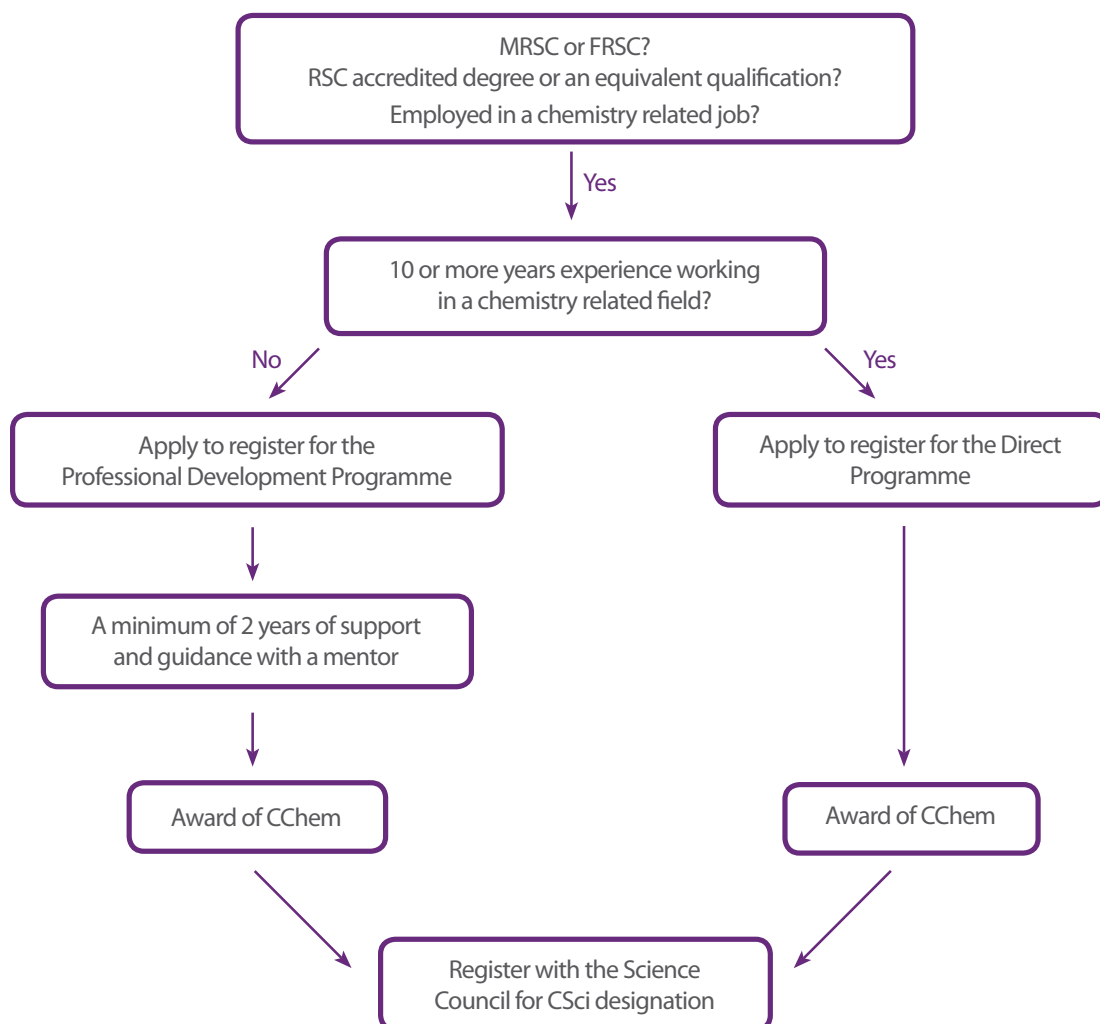 MRSC or FRSC?
RSC accredited degree or an equivalent qualification?
Employed in a chemistry related job?
Yes
10 or more years experience working
in a chemistry related field?
No
Yes
Apply to register for the
Professional Development Programme
Apply to register for the Direct
Programme
A minimum of 2 years of support
and guidance with a mentor
Award of CChem
Award of CChem
Register with the Science
Council for CSci designation